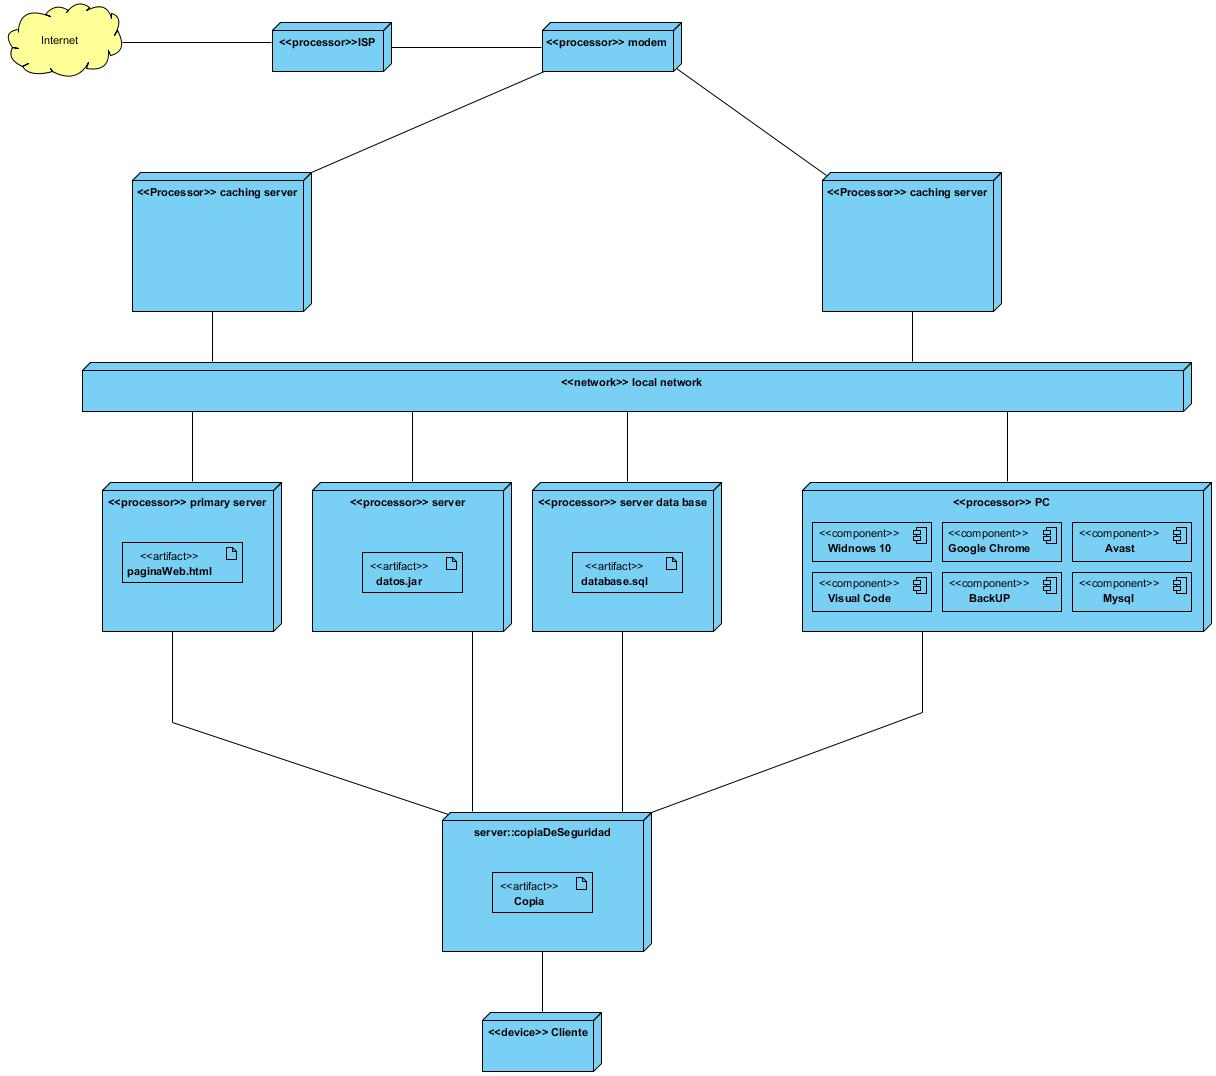 Internet
<<processor>>ISP
<<processor>> modem
<<Processor>> caching server
<<Processor>> caching server
<<network>> local network
<<processor>> primary server
<<artifact>>
paginaWeb.html
<<processor>> server
<<artifact>>
datos.jar
<<processor>> server data base
<<artifact>>
database.sql
<<processor>> PC
<<component>>
Widnows 10
<<component>>
Google Chrome
<<component>>
Avast
<<component>>
Visual Code
<<component>>
BackUP
<<component>>
Mysql
server::copiaDeSeguridad
<<artifact>>
Copia
<<device>> Cliente